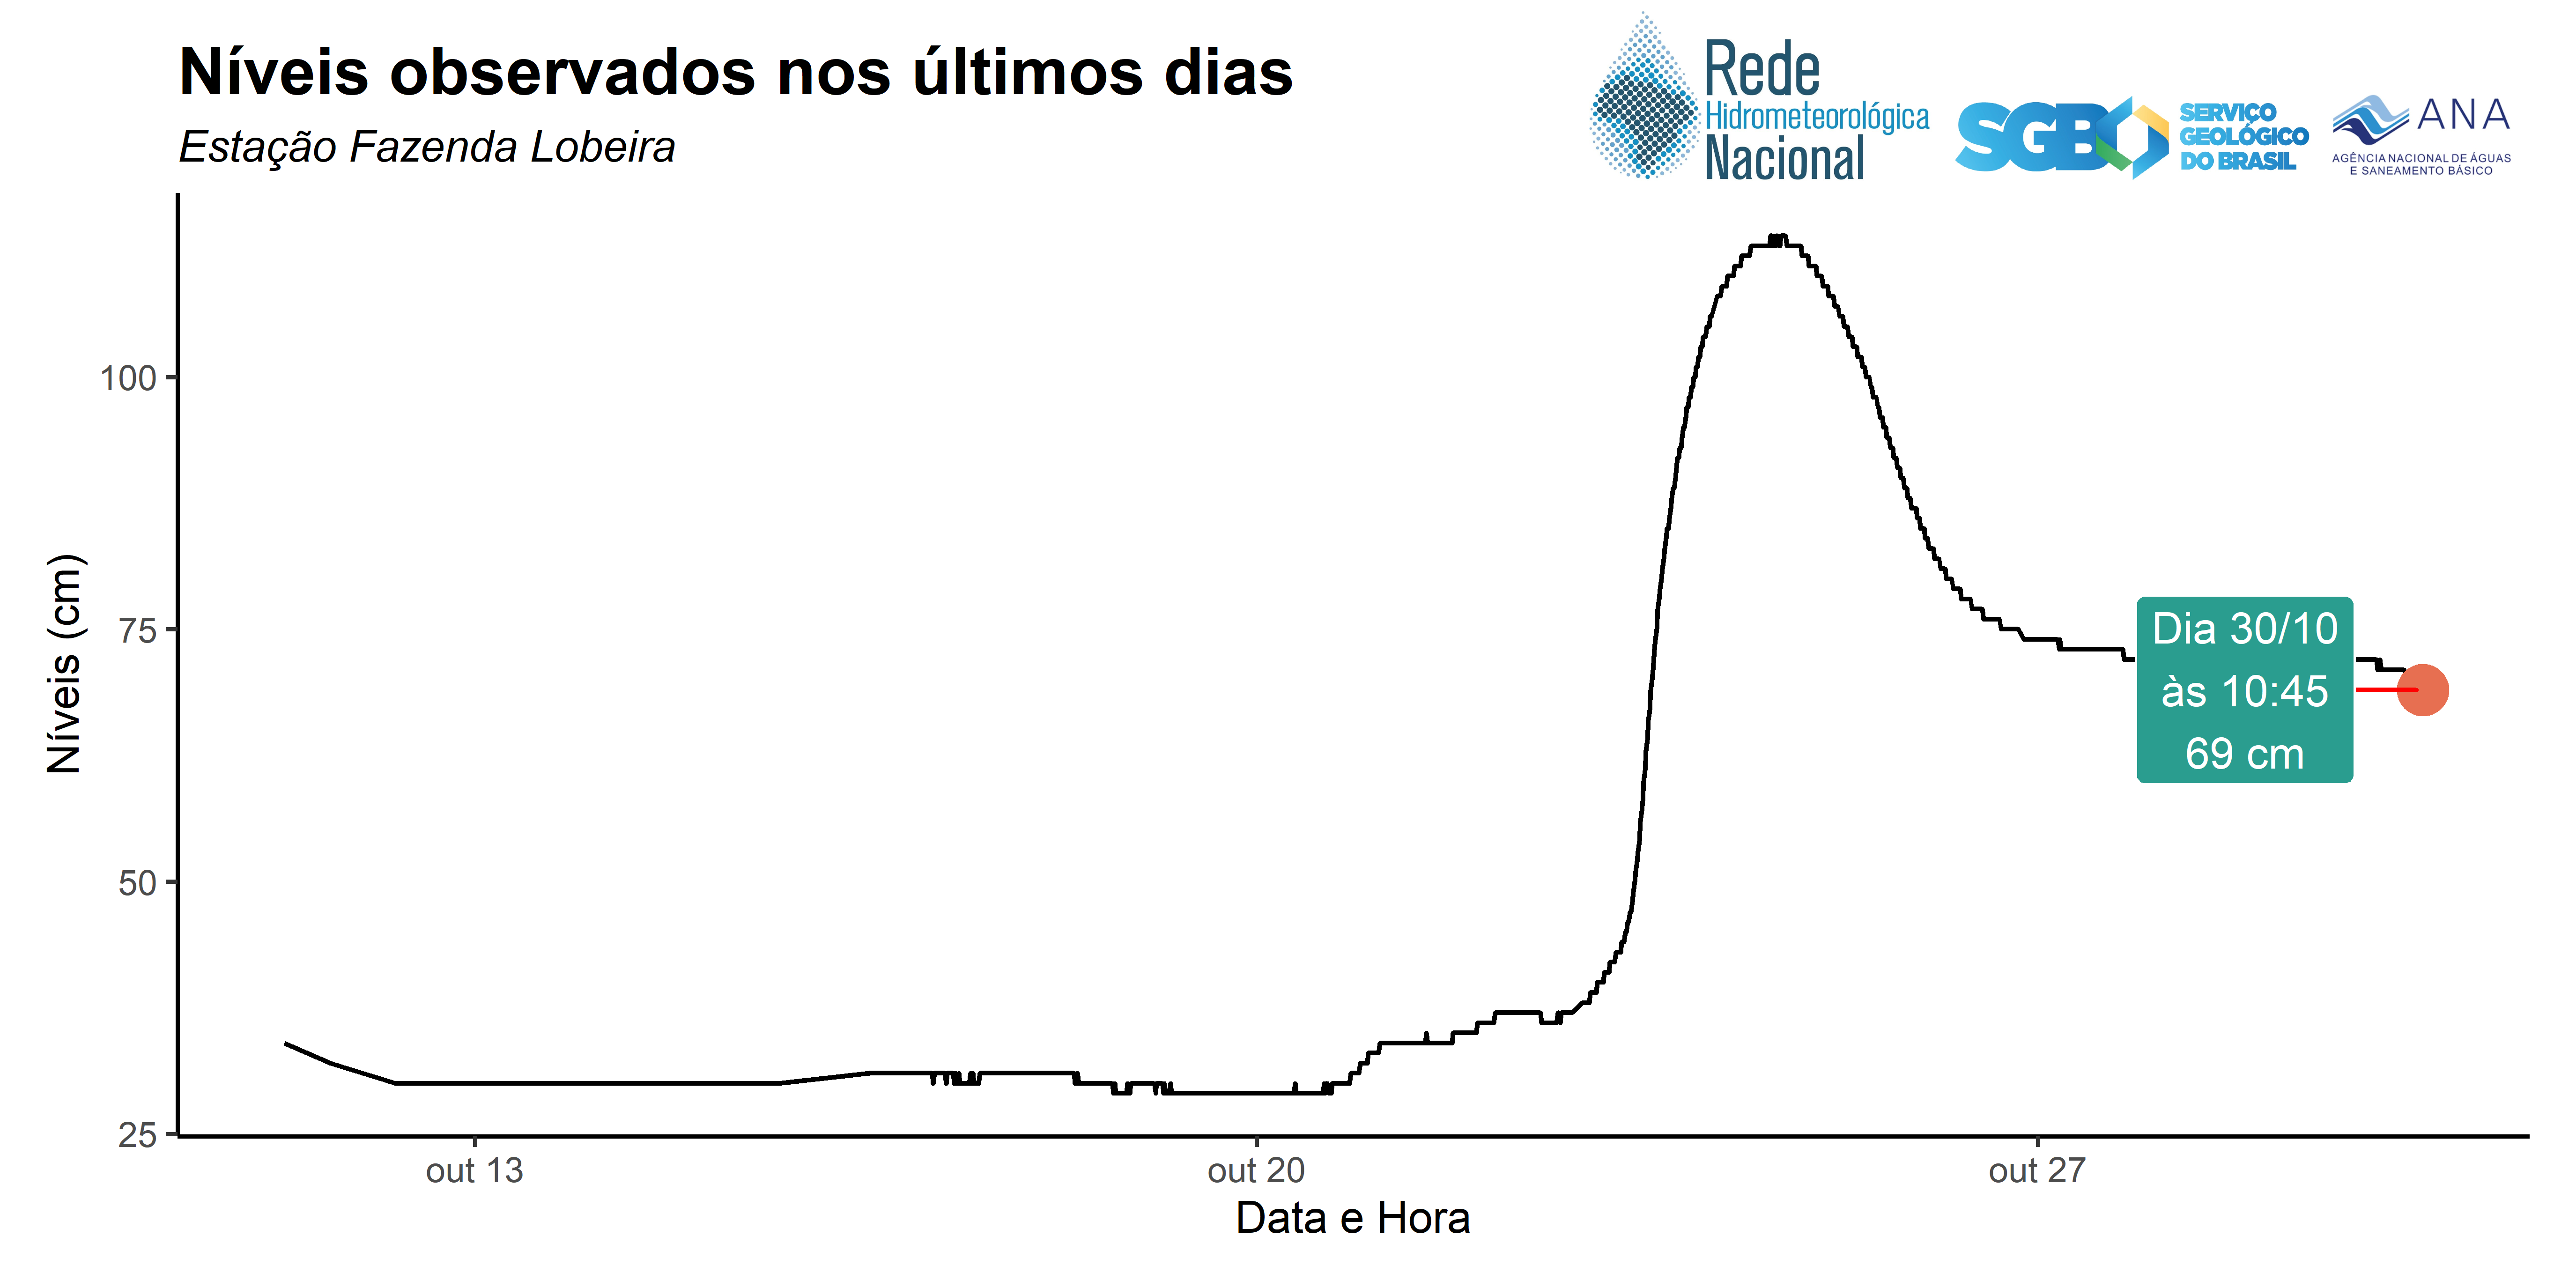 Níveis observados nos últimos dias
Estação Fazenda Lobeira
Rede
Hidrometeorológica
Nacional
SGB
SERVIÇO
GEOLÓGICO
DO BRASIL
ANA
AGÊNCIA NACIONAL DE ÁGUAS
E SANEAMENTO BÁSICO
Níveis (cm)
100
75
50
25
Dia 30/10
às 10:45
69 cm
out 13
out 20
out 27
Data e Hora